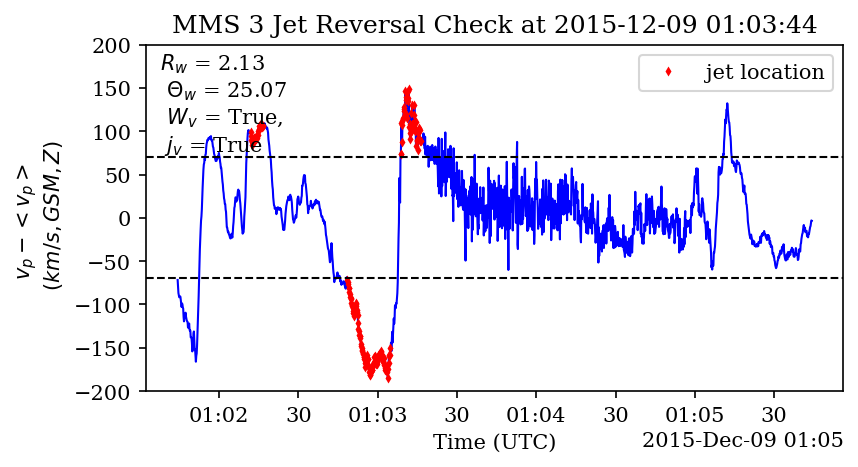 MMS 3 Jet Reversal Check at 2015-12-09 01:03:44
200
150
100
50
0
−50
−100
−150
−200
v_p − <v_p>
(km/s, GSM, Z)
R_w = 2.13
Θ_w = 25.07
W_v = True,
j_v = True
jet location
01:02 30 01:03 30 01:04 30 01:05 30
Time (UTC)
2015-Dec-09 01:05